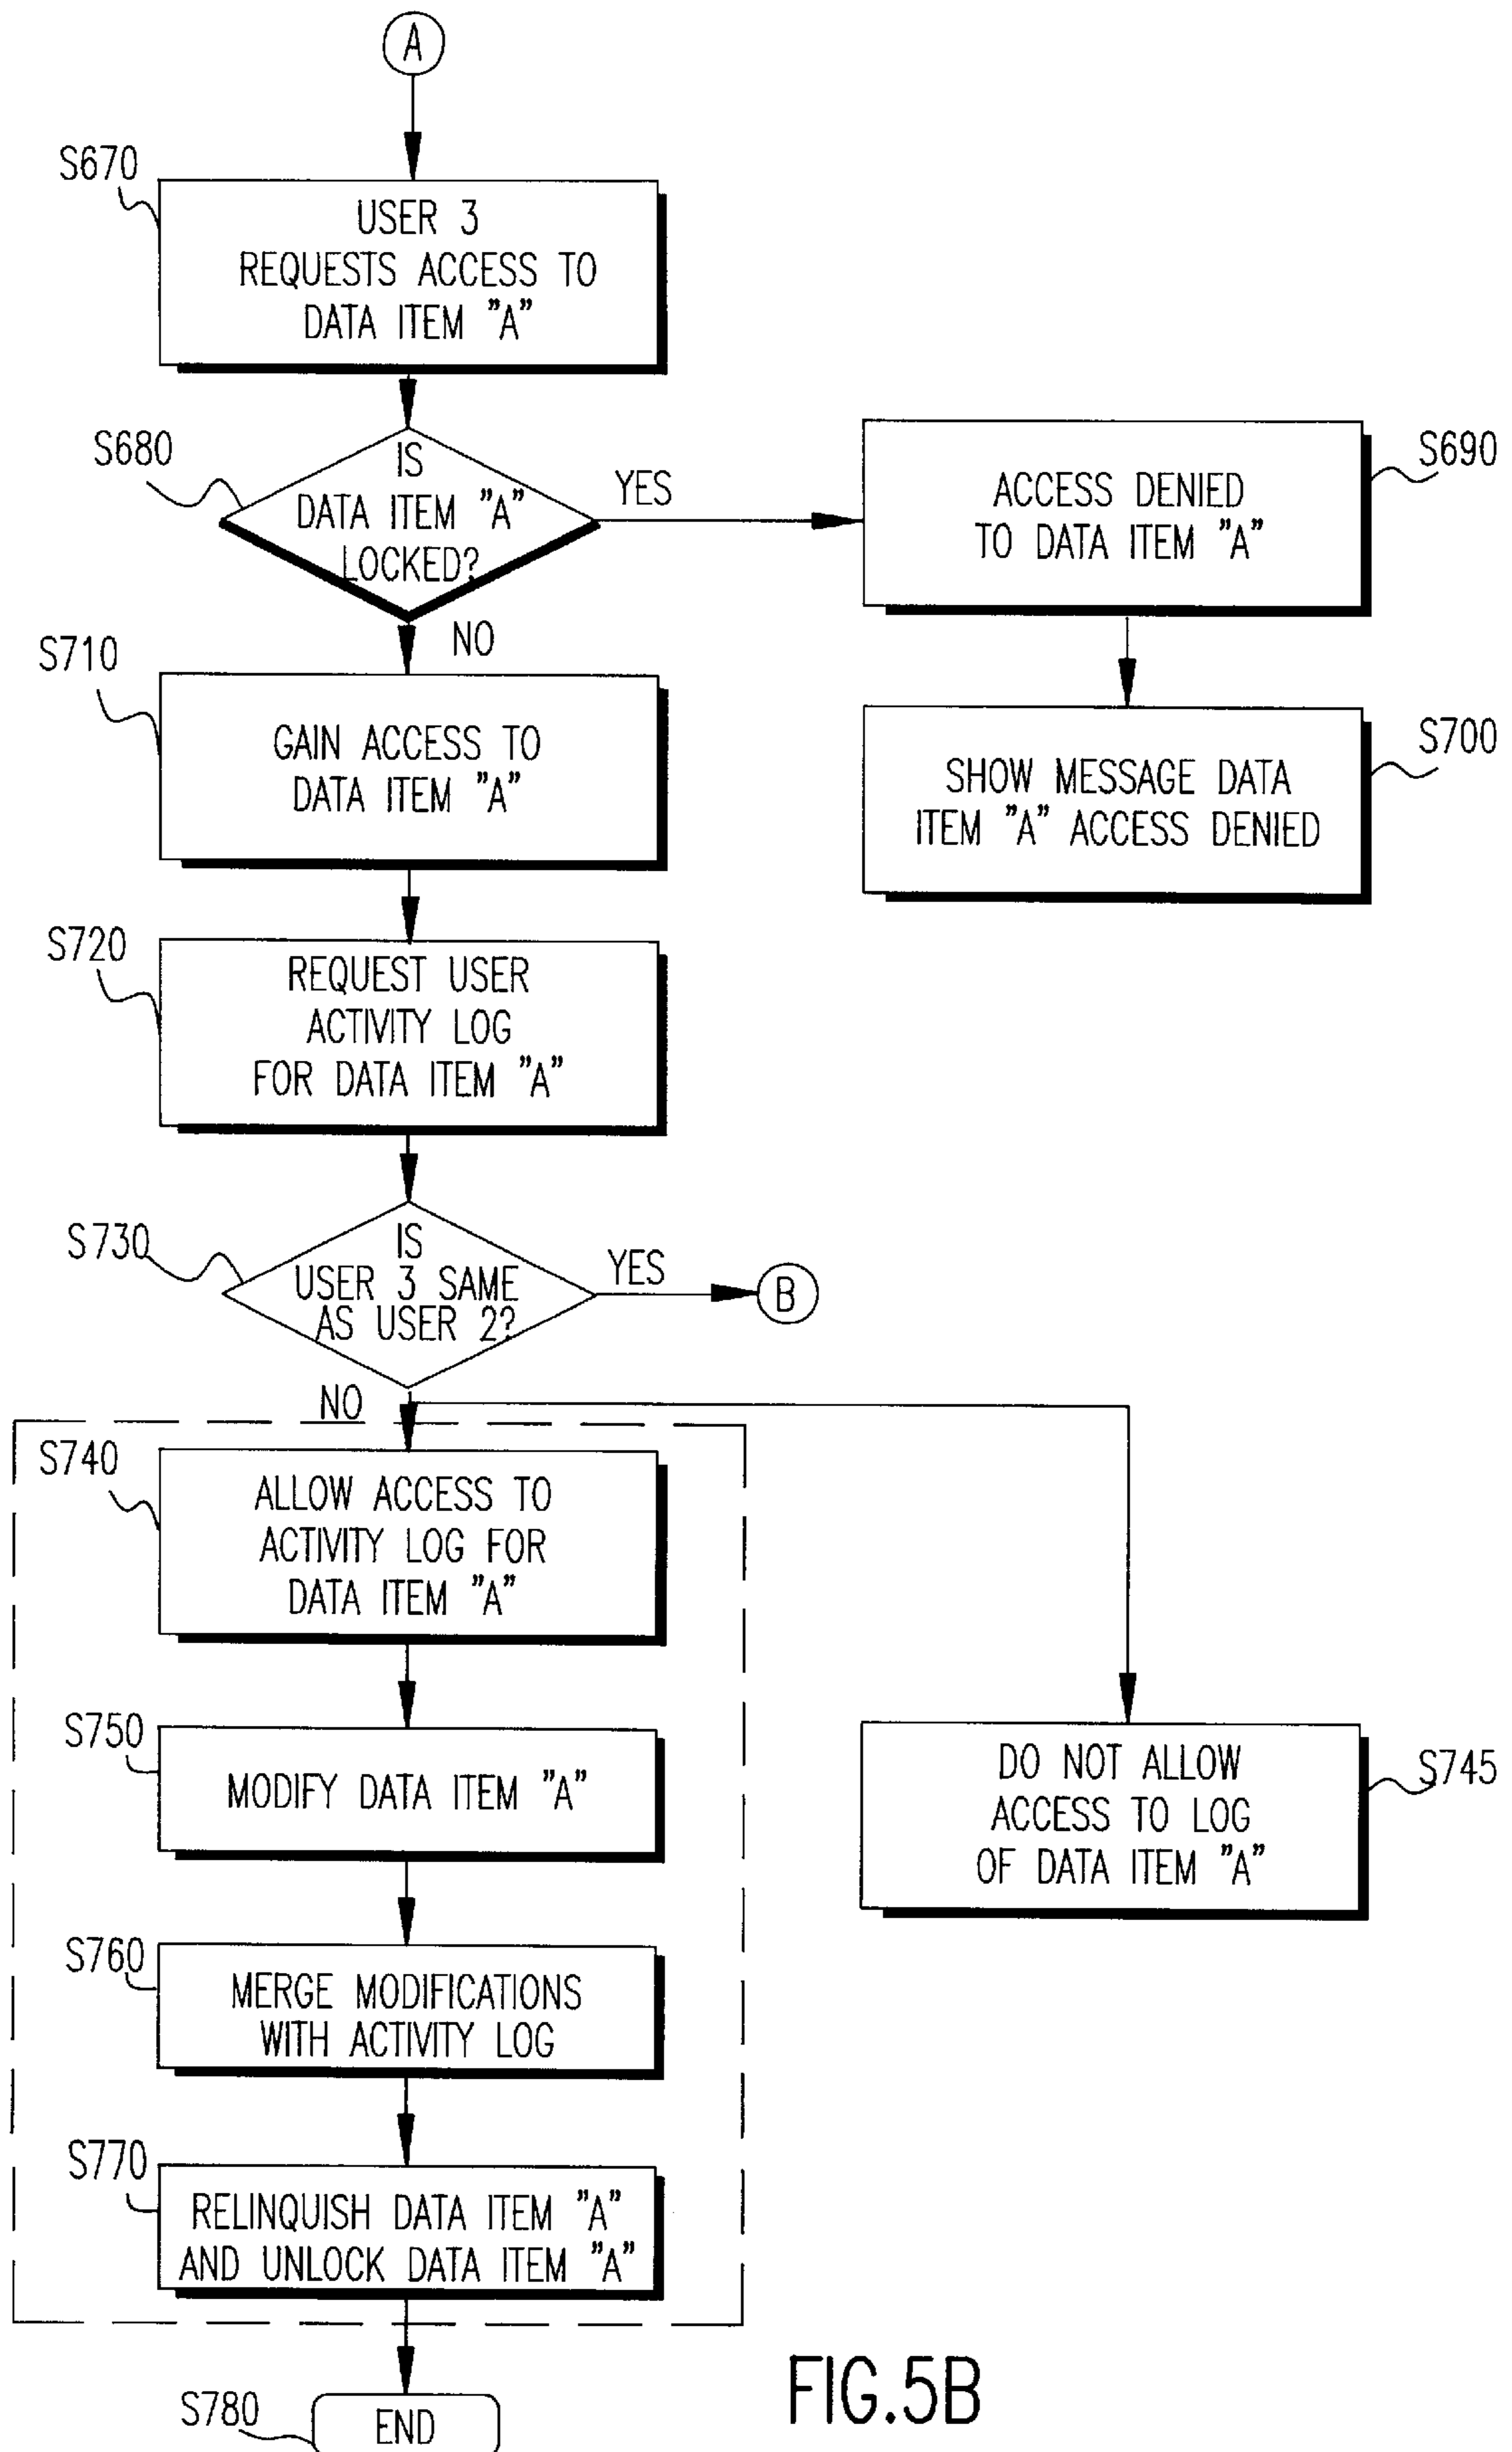 A
S670
USER 3
REQUESTS ACCESS TO
DATA ITEM "A"
S680
IS
DATA ITEM "A"
LOCKED?
YES
NO
S690
ACCESS DENIED
TO DATA ITEM "A"
S700
SHOW MESSAGE DATA
ITEM "A" ACCESS DENIED
S710
GAIN ACCESS TO
DATA ITEM "A"
S720
REQUEST USER
ACTIVITY LOG
FOR DATA ITEM "A"
S730
IS
USER 3 SAME
AS USER 2?
YES
B
NO
S740
ALLOW ACCESS TO
ACTIVITY LOG FOR
DATA ITEM "A"
S745
DO NOT ALLOW
ACCESS TO LOG
OF DATA ITEM "A"
S750
MODIFY DATA ITEM "A"
S760
MERGE MODIFICATIONS
WITH ACTIVITY LOG
S770
RELINQUISH DATA ITEM "A"
AND UNLOCK DATA ITEM "A"
S780
END
FIG.5B